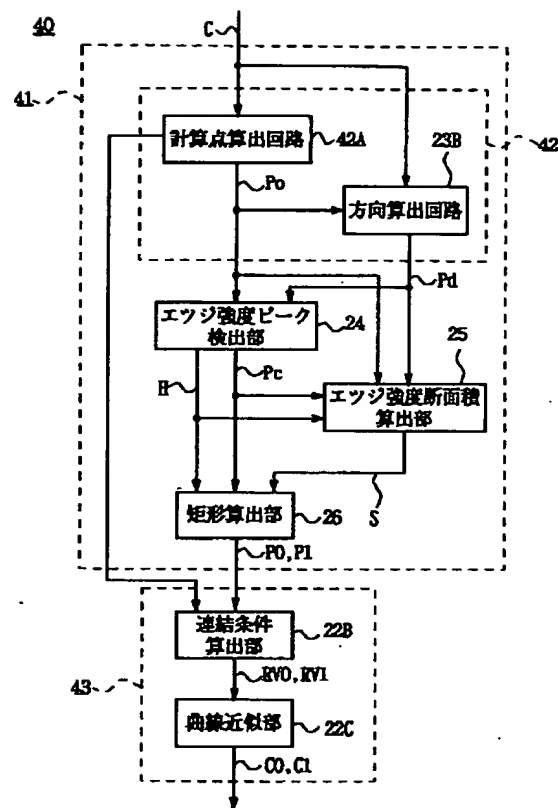 40
C
41
計算点算出回路
42A
42
23B
Po
方向算出回路
Pd
エツジ強度ピーク
検出部
24
25
H
Pc
エツジ強度断面積
算出部
矩形算出部
26
S
P0,P1
連結条件
算出部
22B
43
RV0,RV1
曲線近似部
22C
C0,C1